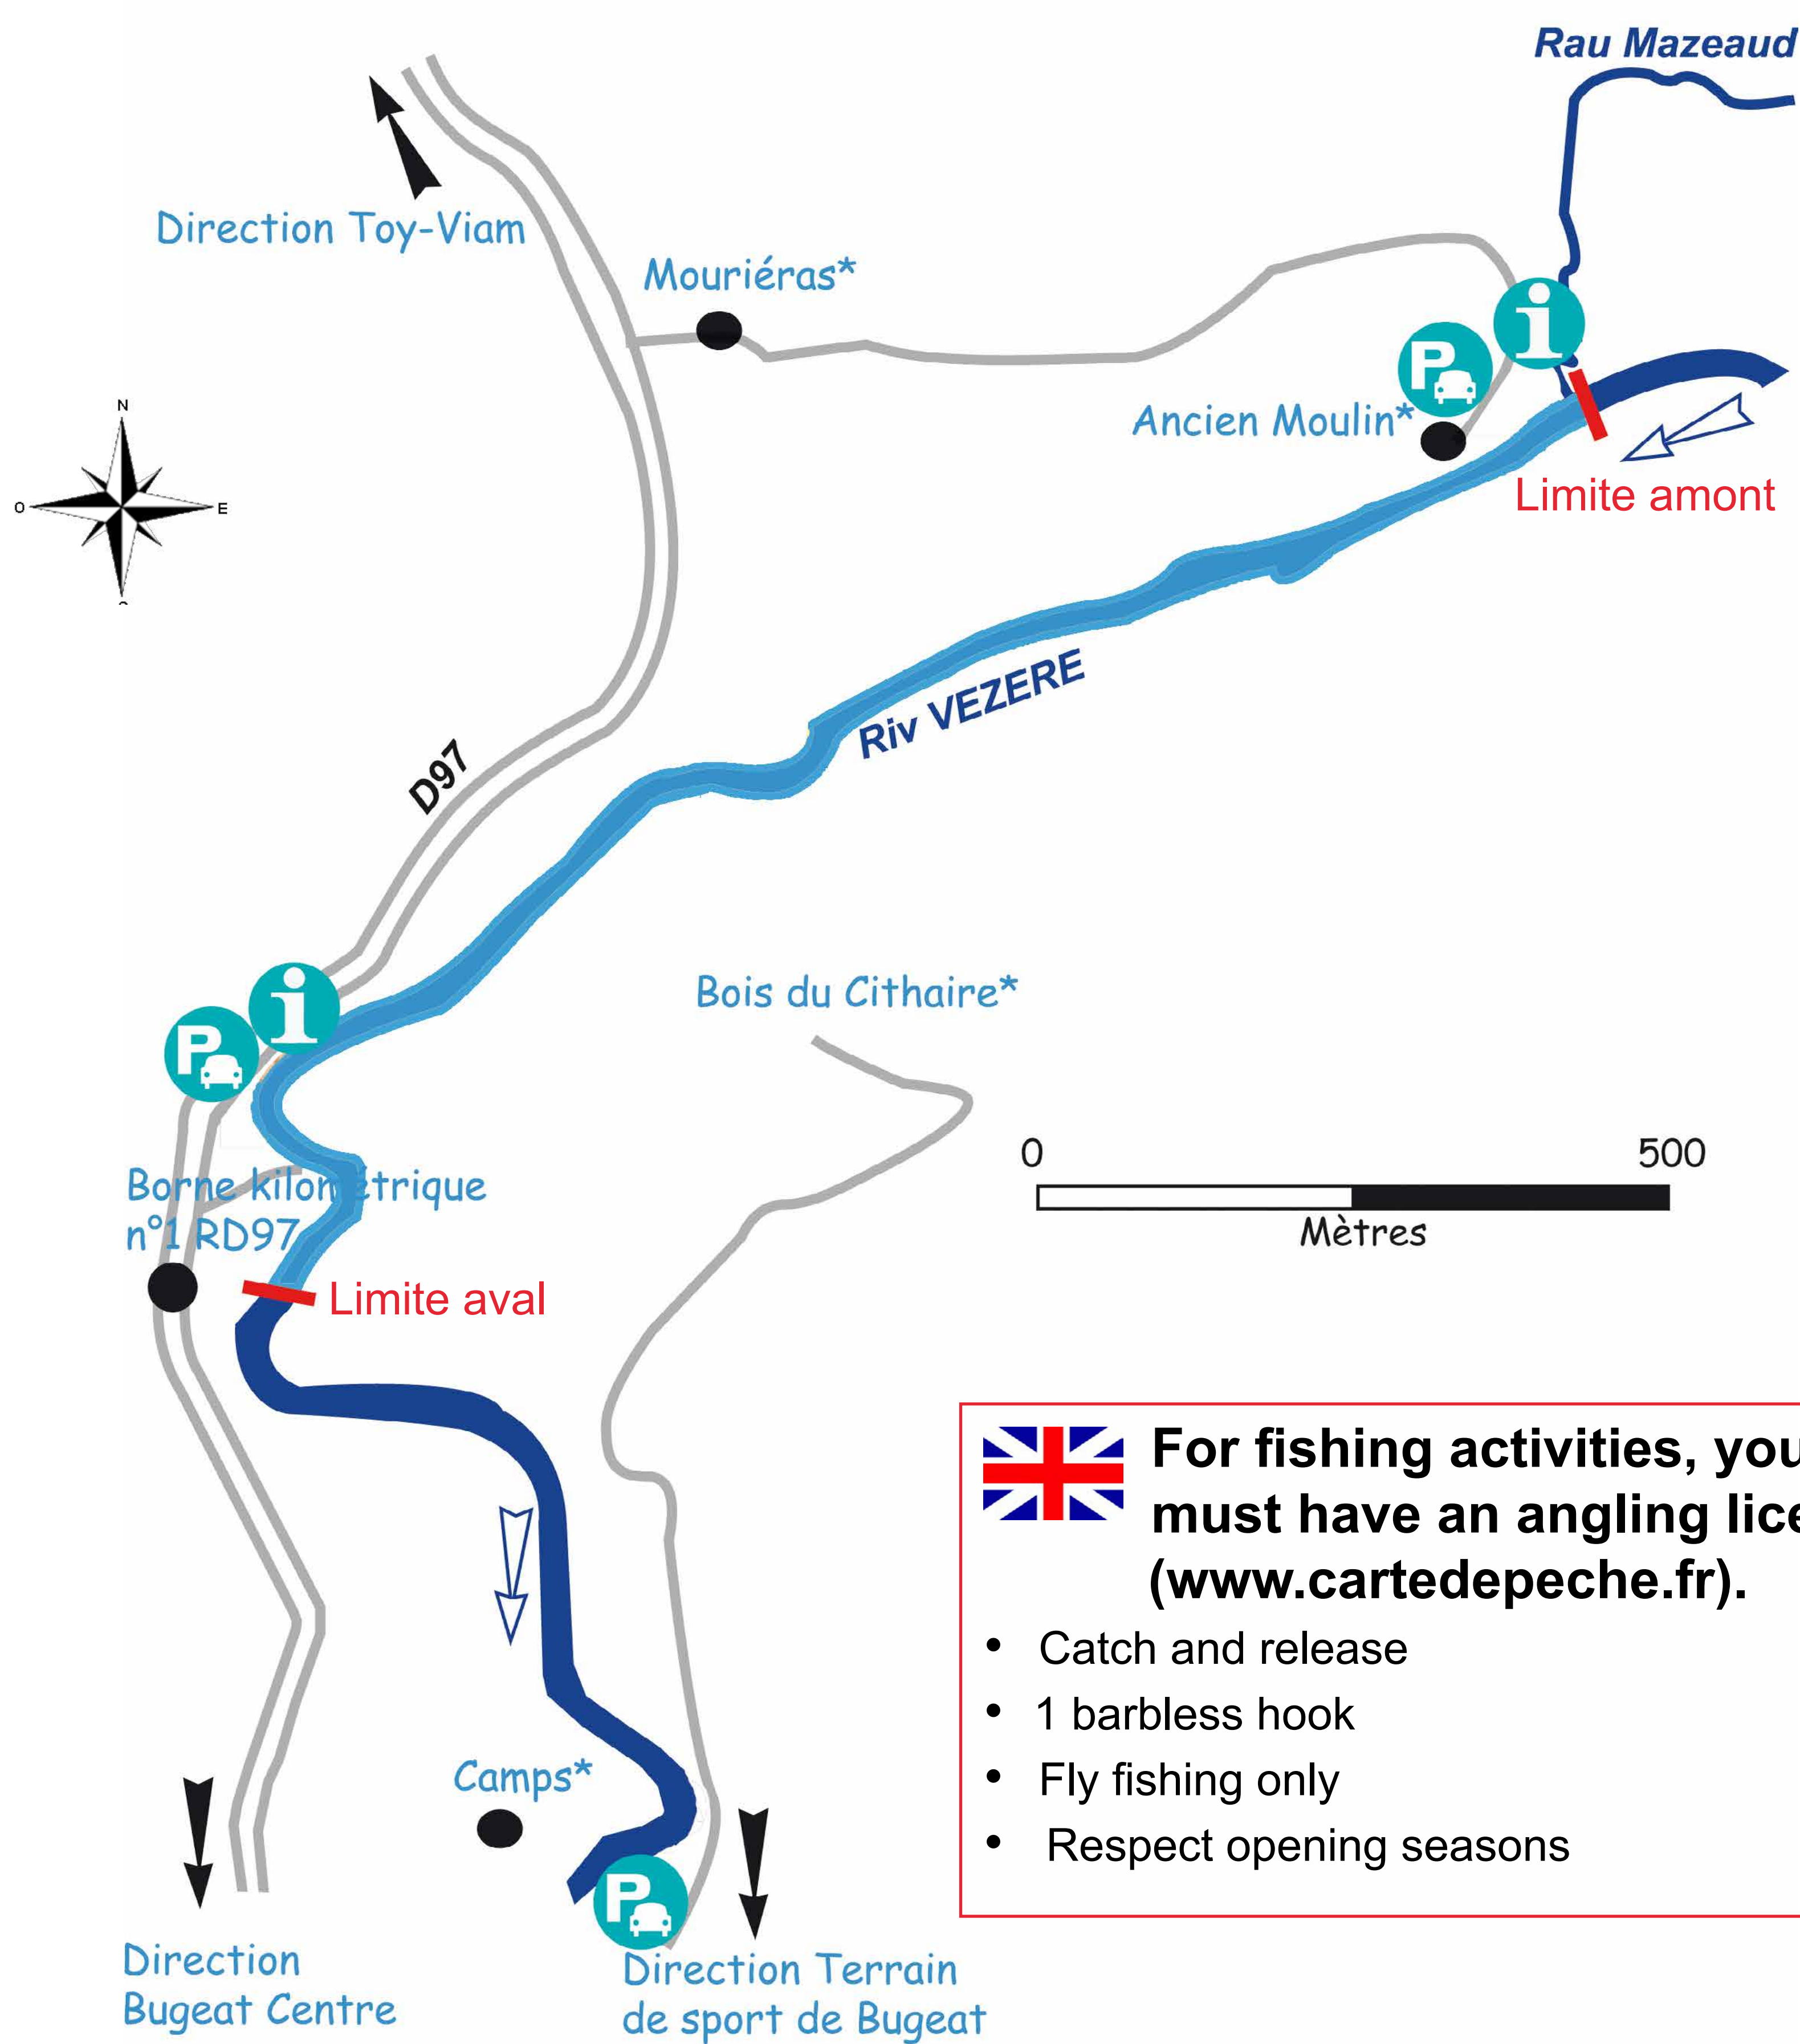 Rau Mazeaud
Direction Toy-Viam
Mouriéras*
i
P
Ancien Moulin*
Limite amont
N
O
E
Riv VEZERE
D97
i
P
Bois du Cithaire*
Borne kilométrique
n°1 RD97
Limite aval
0 500
Mètres
For fishing activities, you
must have an angling lice
(www.cartedepeche.fr).
• Catch and release
• 1 barbless hook
• Fly fishing only
• Respect opening seasons
Camps*
P
Direction
Bugeat Centre
Direction Terrain
de sport de Bugeat